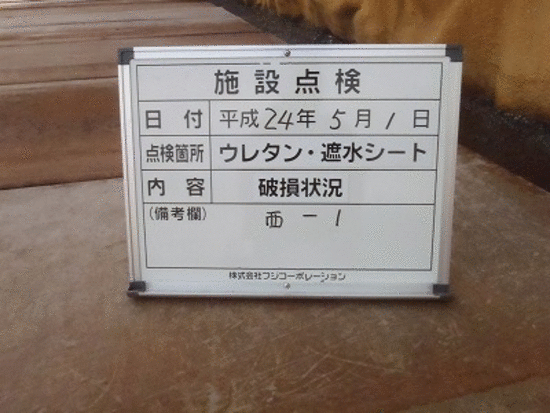 施設点検
日付 平成24年5月1日
点検箇所 ウレタン・遮水シート
内容 破損状況
(備考欄) 西-1
株式会社フジコーポレーション